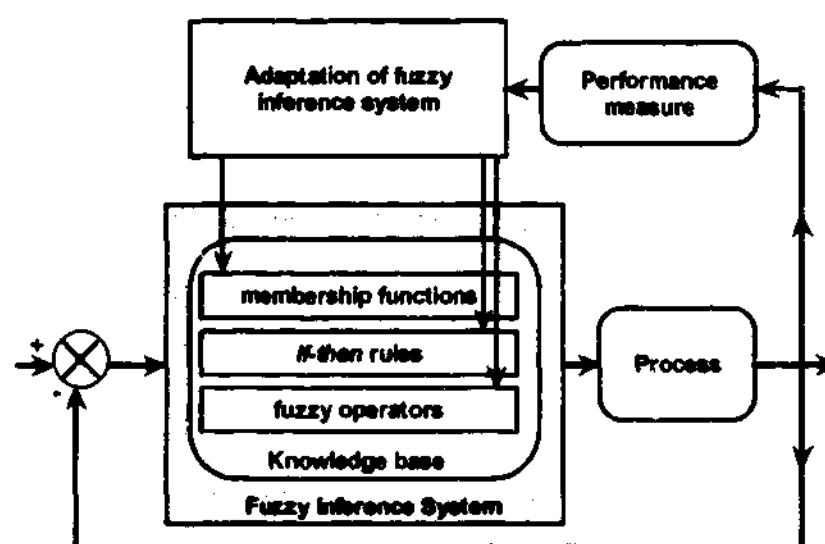 Adaptation of fuzzy
inference system
Performance
measure
membership functions
+
If-then rules
Process
-
fuzzy operators
Knowledge base
Fuzzy Inference System